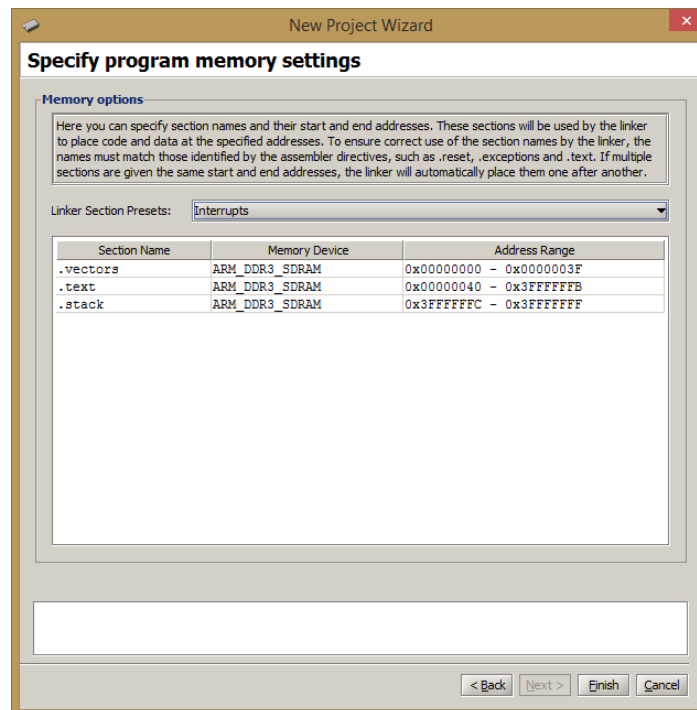 New Project Wizard
Specify program memory settings
Memory options
Here you can specify section names and their start and end addresses. These sections will be used by the linker
to place code and data at the specified addresses. To ensure correct use of the section names by the linker, the
names must match those identified by the assembler directives, such as .reset, .exceptions and .text. If multiple
sections are given the same start and end addresses, the linker will automatically place them one after another.
Linker Section Presets: Interrupts
Section Name Memory Device Address Range
.vectors ARM_DDR3_SDRAM 0x00000000 - 0x0000003F
.text ARM_DDR3_SDRAM 0x00000040 - 0x3FFFFFFB
.stack ARM_DDR3_SDRAM 0x3FFFFFFC - 0x3FFFFFFF
< Back Next > Finish Cancel